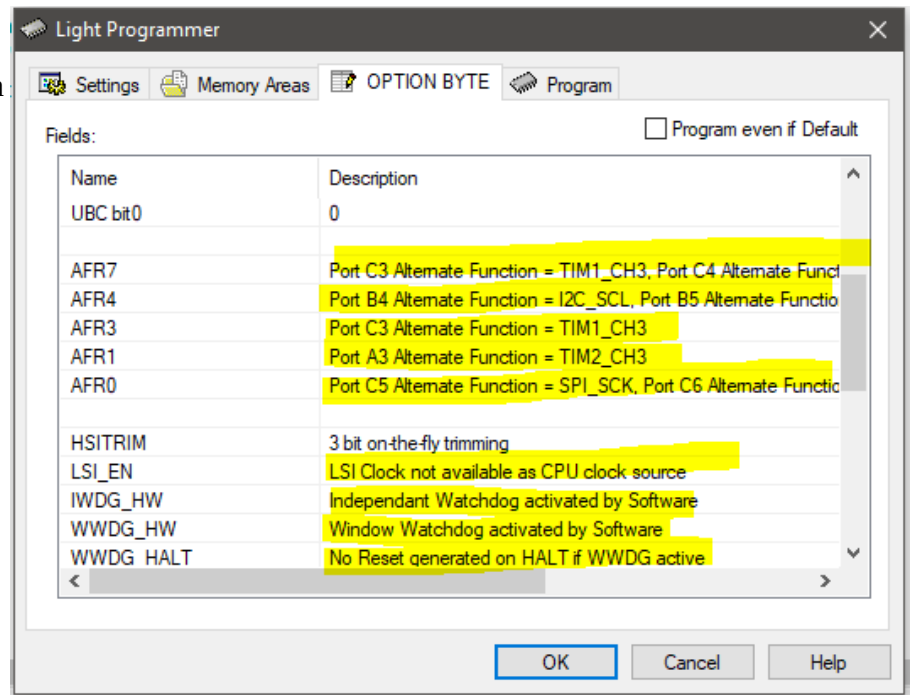 Light Programmer
Settings Memory Areas OPTION BYTE Program
Fields: Program even if Default
Name Description
UBC bit0 0
AFR7 Port C3 Alternate Function = TIM1_CH3, Port C4 Alternate Funct
AFR4 Port B4 Alternate Function = I2C_SCL, Port B5 Alternate Functio
AFR3 Port C3 Alternate Function = TIM1_CH3
AFR1 Port A3 Alternate Function = TIM2_CH3
AFR0 Port C5 Alternate Function = SPI_SCK, Port C6 Alternate Functic
HSITRIM 3 bit on-the-fly trimming
LSI_EN LSI Clock not available as CPU clock source
IWDG_HW Independant Watchdog activated by Software
WWDG_HW Window Watchdog activated by Software
WWDG_HALT No Reset generated on HALT if WWDG active
OK Cancel Help